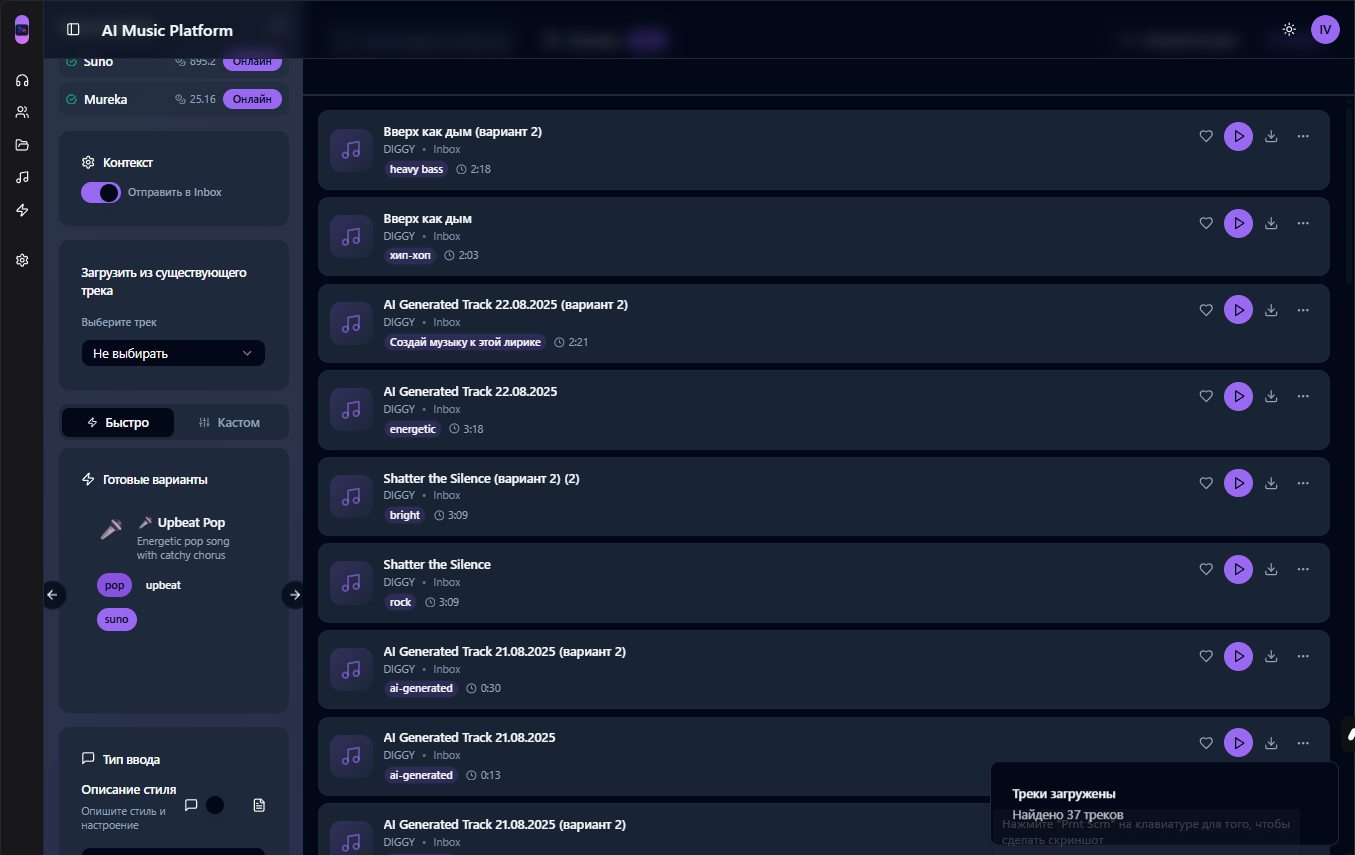 AI Music Platform
IV
Suno
895.2
Онлайн
Mureka
25.16
Онлайн
Контекст
Отправить в Inbox
Загрузить из существующего
трека
Выберите трек
Не выбирать
Быстро
Кастом
Готовые варианты
Upbeat Pop
Energetic pop song
with catchy chorus
pop
upbeat
suno
Тип ввода
Описание стиля
Опишите стиль и
настроение
Вверх как дым (вариант 2)
DIGGY • Inbox
heavy bass 2:18
Вверх как дым
DIGGY • Inbox
хип-хоп 2:03
AI Generated Track 22.08.2025 (вариант 2)
DIGGY • Inbox
Создай музыку к этой лирике 2:21
AI Generated Track 22.08.2025
DIGGY • Inbox
energetic 3:18
Shatter the Silence (вариант 2) (2)
DIGGY • Inbox
bright 3:09
Shatter the Silence
DIGGY • Inbox
rock 3:09
AI Generated Track 21.08.2025 (вариант 2)
DIGGY • Inbox
ai-generated 0:30
AI Generated Track 21.08.2025
DIGGY • Inbox
ai-generated 0:13
AI Generated Track 21.08.2025 (вариант 2)
DIGGY • Inbox
Треки загружены
Найдено 37 треков
Нажмите "Prnt Scrn" на клавиатуре для того, чтобы
сделать скриншот